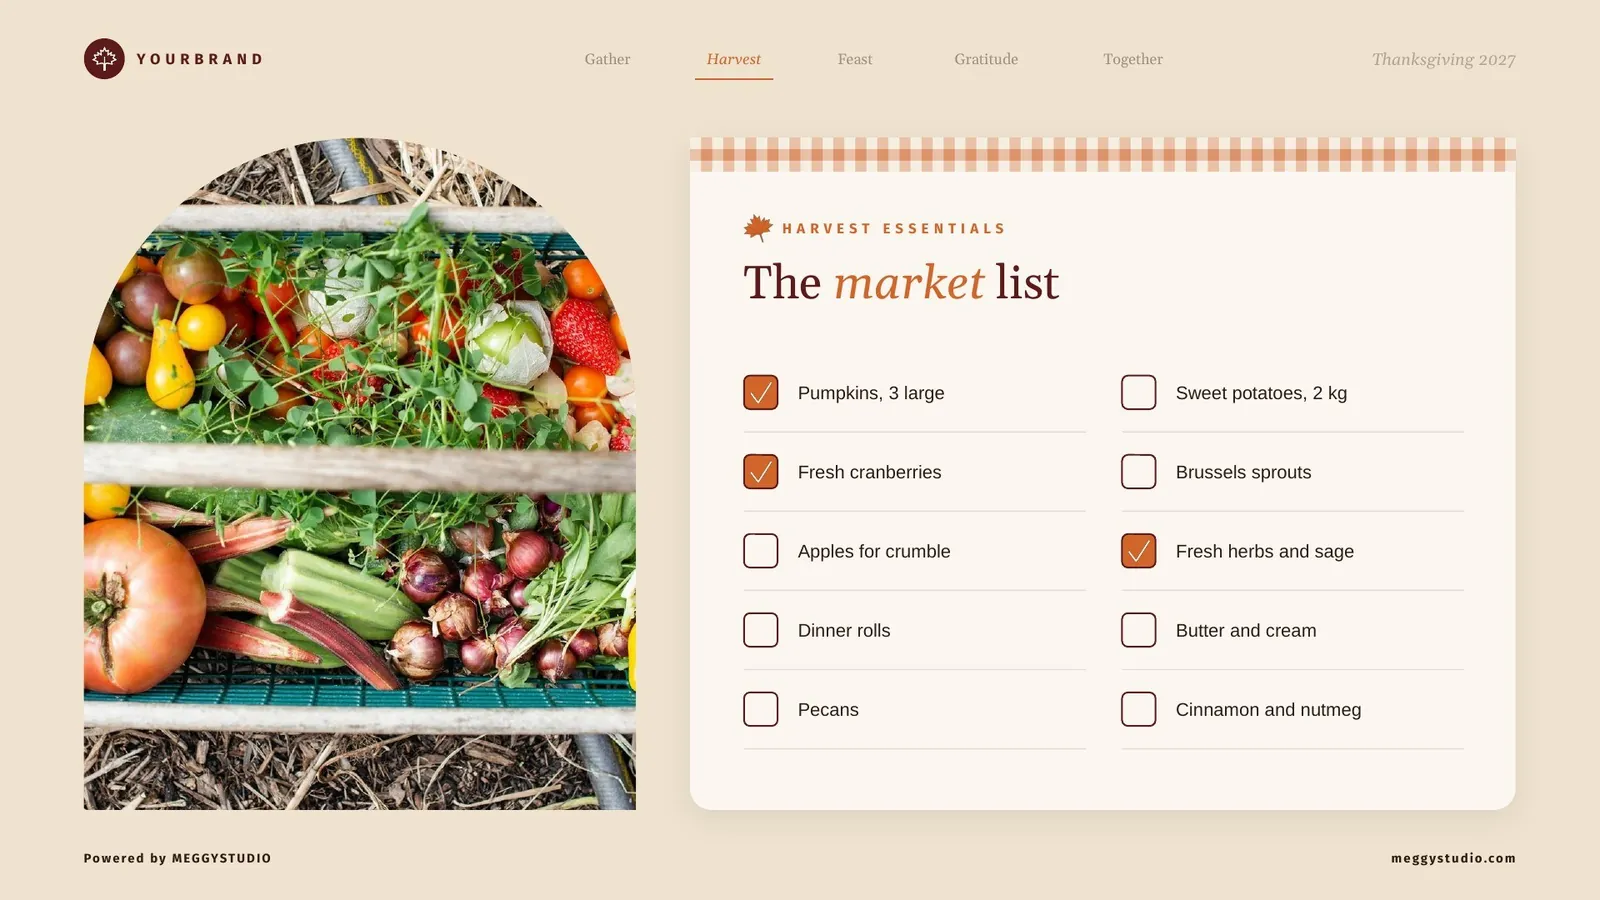 YOURBRAND
Gather
Harvest
Feast
Gratitude
Together
Thanksgiving 2027
HARVEST ESSENTIALS
The market list
Pumpkins, 3 large
Fresh cranberries
Apples for crumble
Dinner rolls
Pecans
Sweet potatoes, 2 kg
Brussels sprouts
Fresh herbs and sage
Butter and cream
Cinnamon and nutmeg
Powered by MEGGYSTUDIO
meggystudio.com